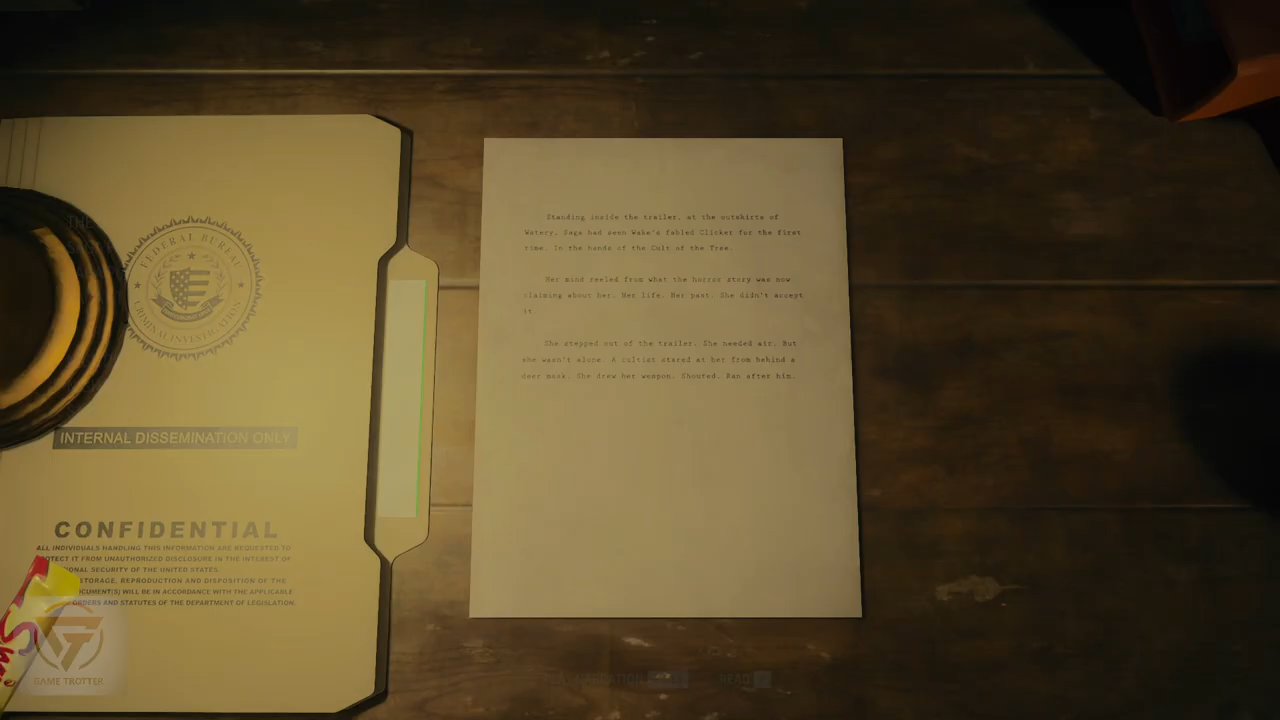 FEDERAL BUREAU
CRIMINAL INVESTIGATION
INTERNAL DISSEMINATION ONLY
CONFIDENTIAL
ALL INDIVIDUALS HANDLING THIS INFORMATION ARE REQUESTED TO
IT FROM UNAUTHORIZED DISCLOSURE IN THE INTEREST OF
SECURITY OF THE UNITED STATES.
REPRODUCTION AND DISPOSITION OF THE
WILL BE IN ACCORDANCE WITH THE APPLICABLE
ORDERS AND STATUTES OF THE DEPARTMENT OF LEGISLATION.
GAME TROTTER
Standing inside the trailer, at the outskirts of
Watery, Saga had seen Wake's fabled Clicker for the first
time. In the hands of the Cult of the Tree.
Her mind reeled from what the horror story was now
claiming about her. Her life. Her past. She didn't accept
it.
She stepped out of the trailer. She needed air. But
she wasn't alone. A cultist stared at her from behind a
deer mask. She drew her weapon. Shouted. Ran after him.
READ